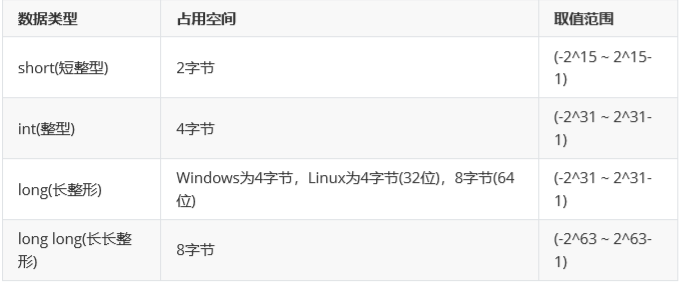 数据类型 占用空间 取值范围
short(短整型) 2字节 (-2^15 ~ 2^15-
1)
int(整型) 4字节 (-2^31 ~ 2^31-
1)
long(长整形) Windows为4字节，Linux为4字节(32位)，8字节(64
位) (-2^31 ~ 2^31-
1)
long long(长长整
形) 8字节 (-2^63 ~ 2^63-
1)